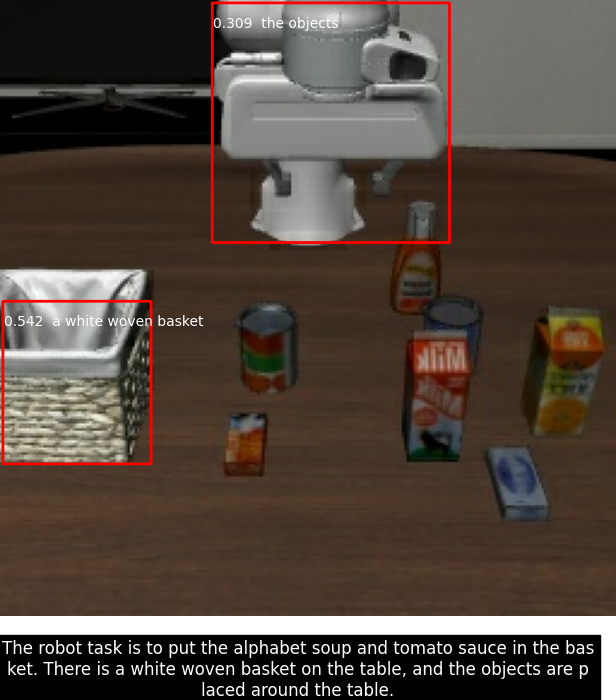 0.309 the objects
0.542 a white woven basket
Milk
The robot task is to put the alphabet soup and tomato sauce in the bas
ket. There is a white woven basket on the table, and the objects are p
laced around the table.